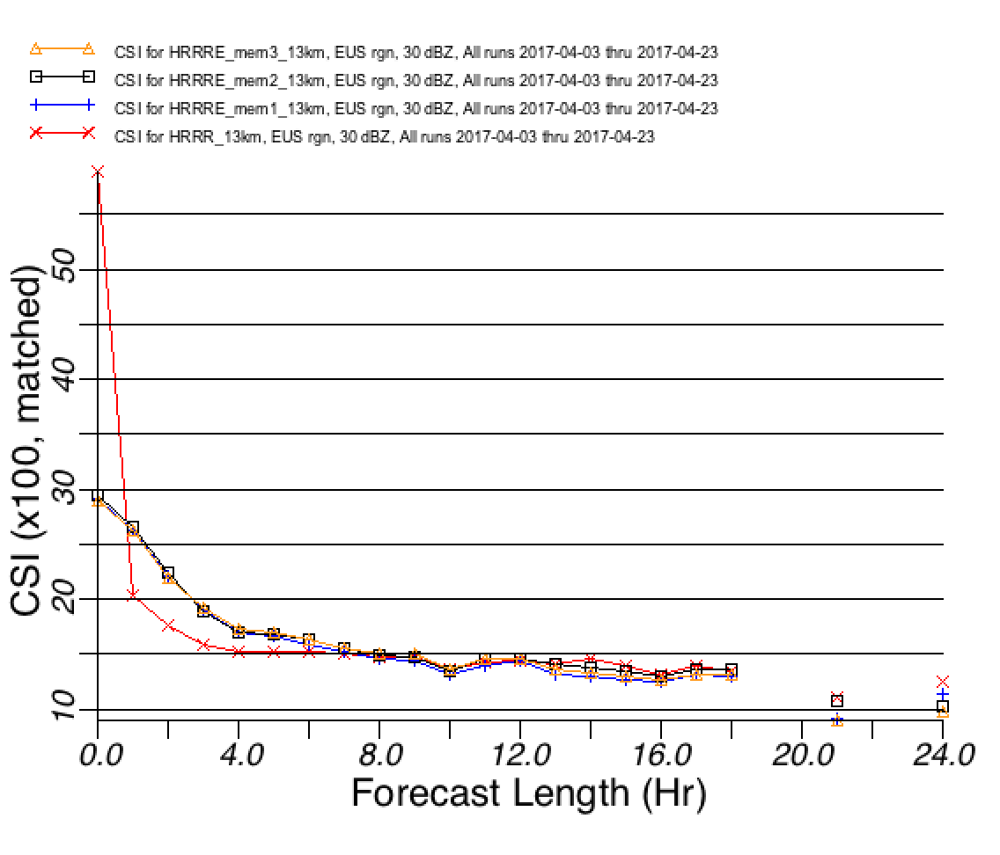 CSI for HRRRE_mem3_13km, EUS rgn, 30 dBZ, All runs 2017-04-03 thru 2017-04-23
CSI for HRRRE_mem2_13km, EUS rgn, 30 dBZ, All runs 2017-04-03 thru 2017-04-23
CSI for HRRRE_mem1_13km, EUS rgn, 30 dBZ, All runs 2017-04-03 thru 2017-04-23
CSI for HRRR_13km, EUS rgn, 30 dBZ, All runs 2017-04-03 thru 2017-04-23
CSI (x100, matched)
50
40
30
20
10
0.0 4.0 8.0 12.0 16.0 20.0 24.0
Forecast Length (Hr)